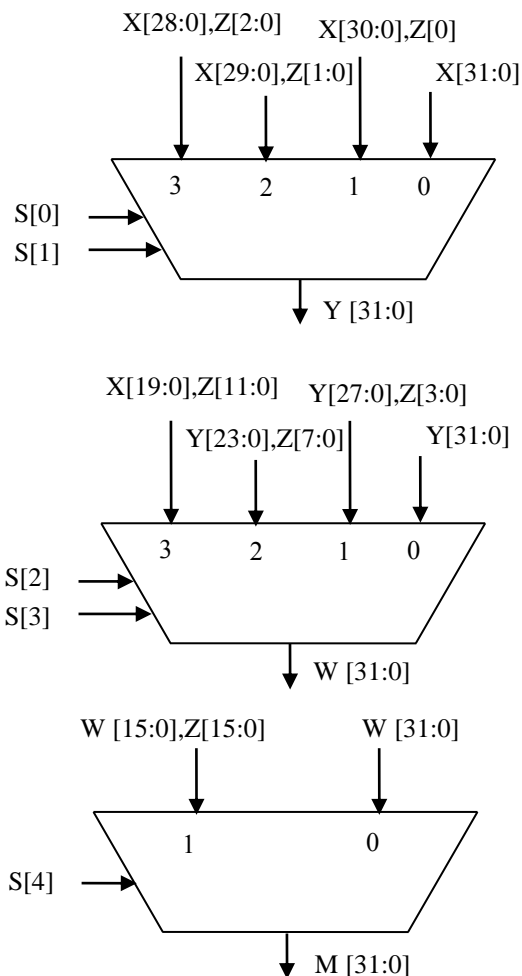 X[28:0],Z[2:0]
X[30:0],Z[0]
X[29:0],Z[1:0]
X[31:0]
3 2 1 0
S[0]
S[1]
Y [31:0]
X[19:0],Z[11:0]
Y[27:0],Z[3:0]
Y[23:0],Z[7:0]
Y[31:0]
3 2 1 0
S[2]
S[3]
W [31:0]
W [15:0],Z[15:0]
W [31:0]
1 0
S[4]
M [31:0]